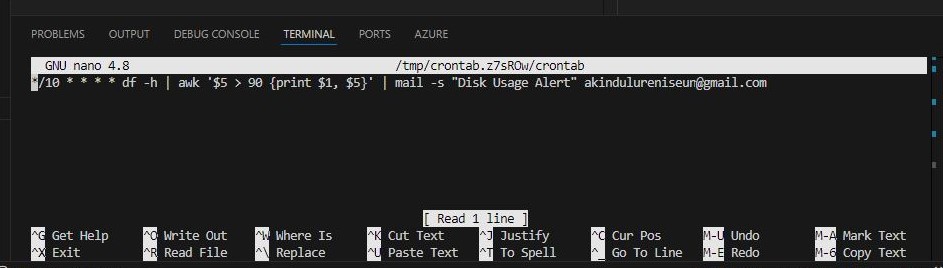 PROBLEMS OUTPUT DEBUG CONSOLE TERMINAL PORTS AZURE
GNU nano 4.8 /tmp/crontab.z7sROw/crontab
*/10 * * * * df -h | awk '$5 > 90 {print $1, $5}' | mail -s "Disk Usage Alert" akindulureniseun@gmail.com
[ Read 1 line ]
^G Get Help ^O Write Out ^W Where Is ^K Cut Text ^J Justify ^C Cur Pos M-U Undo M-A Mark Text
^X Exit ^R Read File ^\ Replace ^U Paste Text ^T To Spell ^_ Go To Line M-E Redo M-6 Copy Text